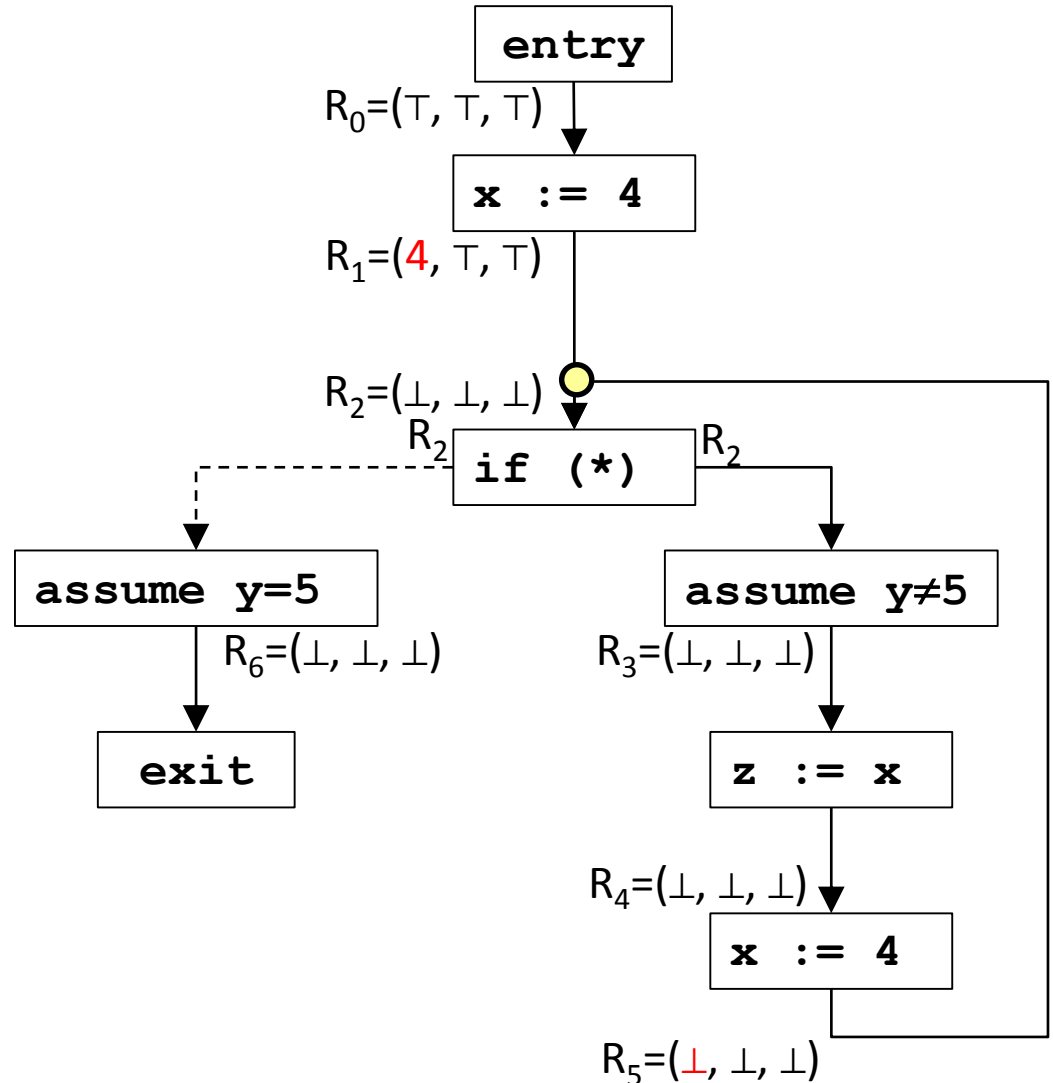 entry
R₀=(⊤, ⊤, ⊤)
x := 4
R₁=(4, ⊤, ⊤)
R₂=(⊥, ⊥, ⊥)
R₂
if (*)
R₂
assume y=5
assume y≠5
R₆=(⊥, ⊥, ⊥)
R₃=(⊥, ⊥, ⊥)
exit
z := x
R₄=(⊥, ⊥, ⊥)
x := 4
R₅=(⊥, ⊥, ⊥)